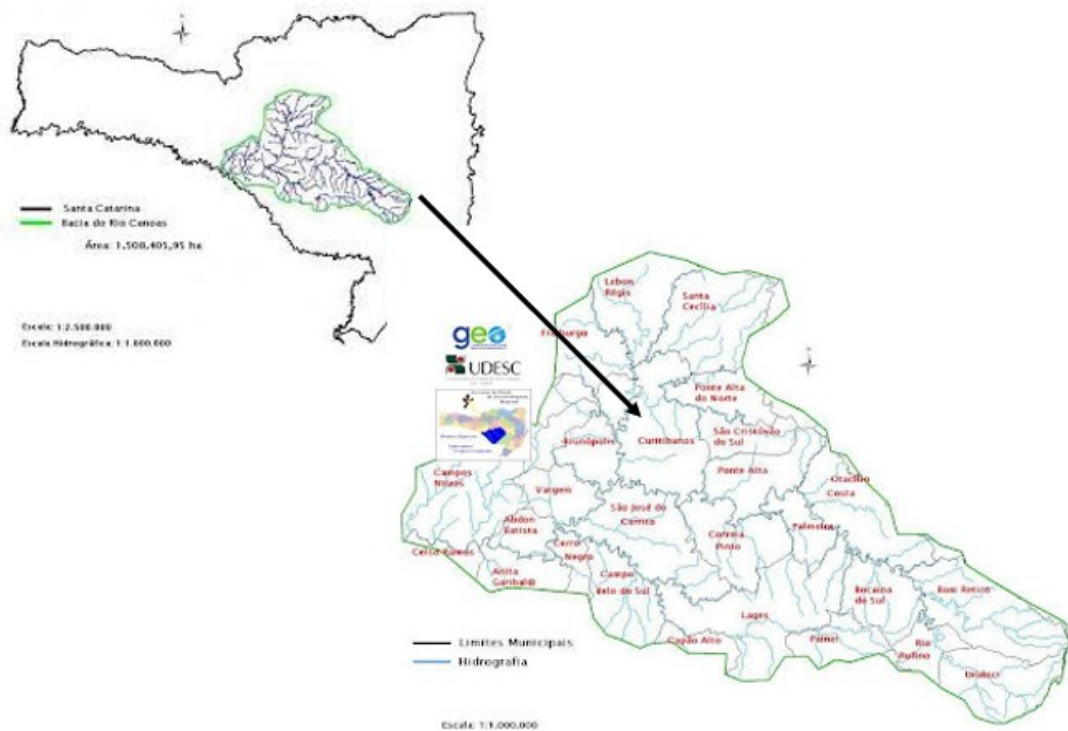 Santa Catarina
Bacia do Rio Canoas
Área: 1.508.405,95 ha
Escala: 1:2.500.000
Escala Hidrográfica: 1:1.000.000
geo
UDESC
Lebon
Régis
Santa
Cecília
Fraiburgo
Ponte Alta
do Norte
Brunópolis
Curitibanos
São Cristóvão
do Sul
Ponte Alta
Campos
Novos
Otacílio
Costa
Vargem
São José do
Cerrito
Abdon
Batista
Correia
Pinto
Palmeira
Celso Ramos
Cerro
Negro
Anita
Garibaldi
Campo
Belo do Sul
Bocaina
do Sul
Bom Retiro
Lages
Capão Alto
Painel
Rio
Rufino
Urubici
Limites Municipais
Hidrografia
Escala: 1:1.000.000